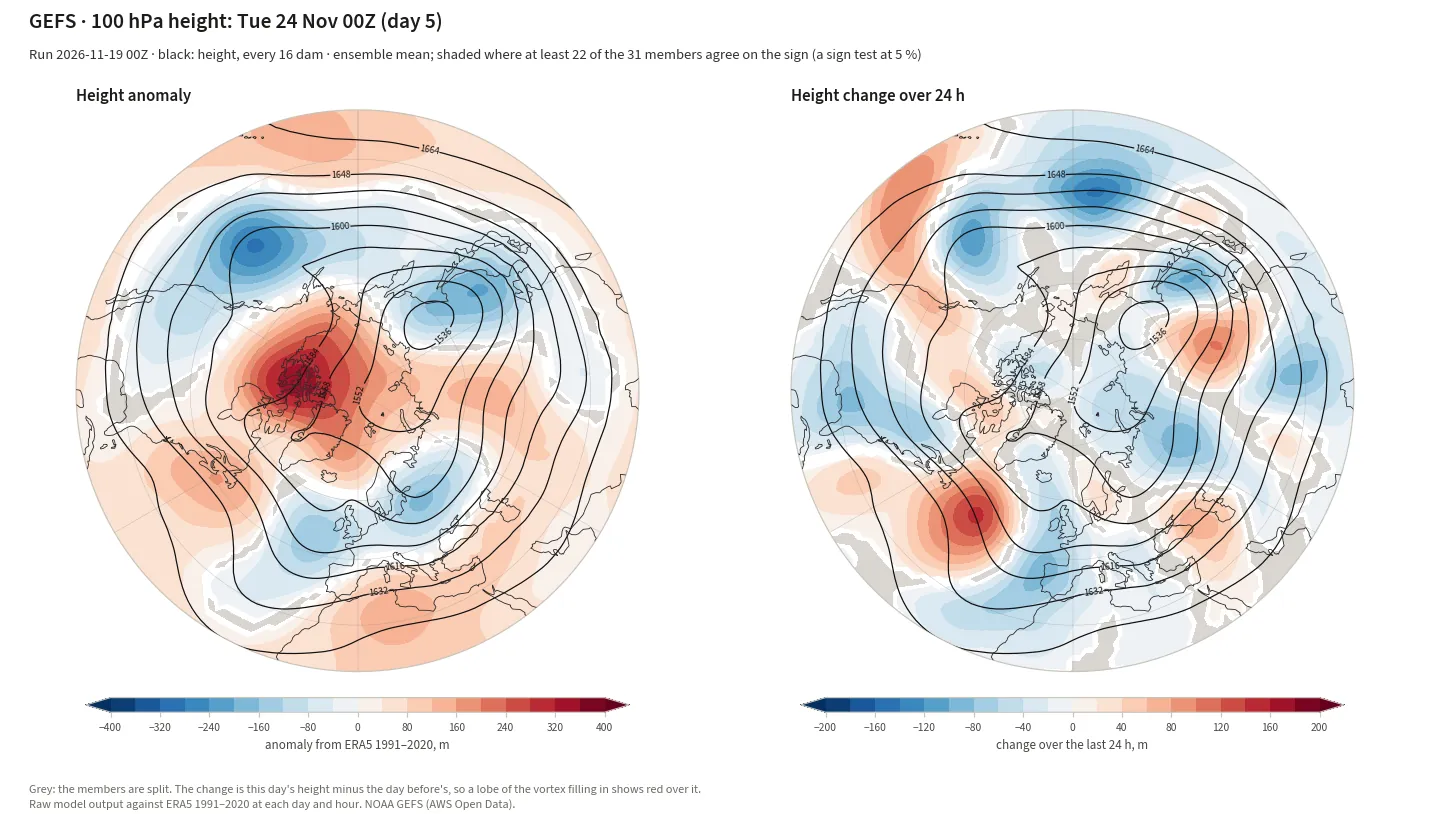 GEFS · 100 hPa height: Tue 24 Nov 00Z (day 5)
Run 2026-11-19 00Z · black: height, every 16 dam · ensemble mean; shaded where at least 22 of the 31 members agree on the sign (a sign test at 5 %)
Height anomaly
Height change over 24 h
1664
1648
1600
1536
1584
1552
1616
1632
1664
1648
1600
1536
1584
1552
1616
1632
−400 −320 −240 −160 −80 0 80 160 240 320 400
anomaly from ERA5 1991–2020, m
−200 −160 −120 −80 −40 0 40 80 120 160 200
change over the last 24 h, m
Grey: the members are split. The change is this day's height minus the day before's, so a lobe of the vortex filling in shows red over it.
Raw model output against ERA5 1991–2020 at each day and hour. NOAA GEFS (AWS Open Data).